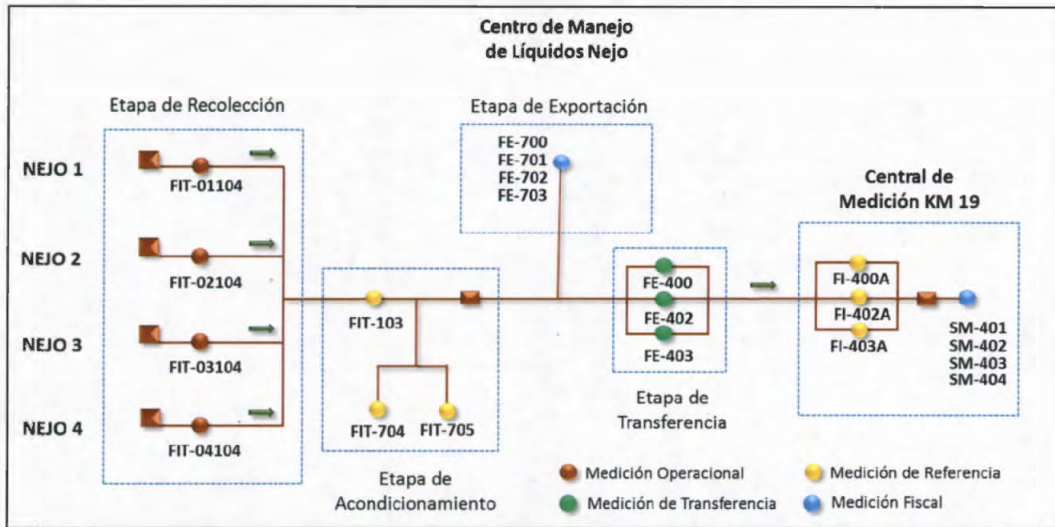 Centro de Manejo
de Líquidos Nejo
Etapa de Recolección
Etapa de Exportación
NEJO 1
FIT-01104
FE-700
FE-701
FE-702
FE-703
Central de
Medición KM 19
NEJO 2
FIT-02104
FIT-103
FE-400
FE-402
FE-403
FI-400A
FI-402A
FI-403A
SM-401
SM-402
SM-403
SM-404
NEJO 3
FIT-03104
NEJO 4
FIT-04104
FIT-704
FIT-705
Etapa de
Transferencia
Etapa de
Acondicionamiento
Medición Operacional
Medición de Referencia
Medición de Transferencia
Medición Fiscal